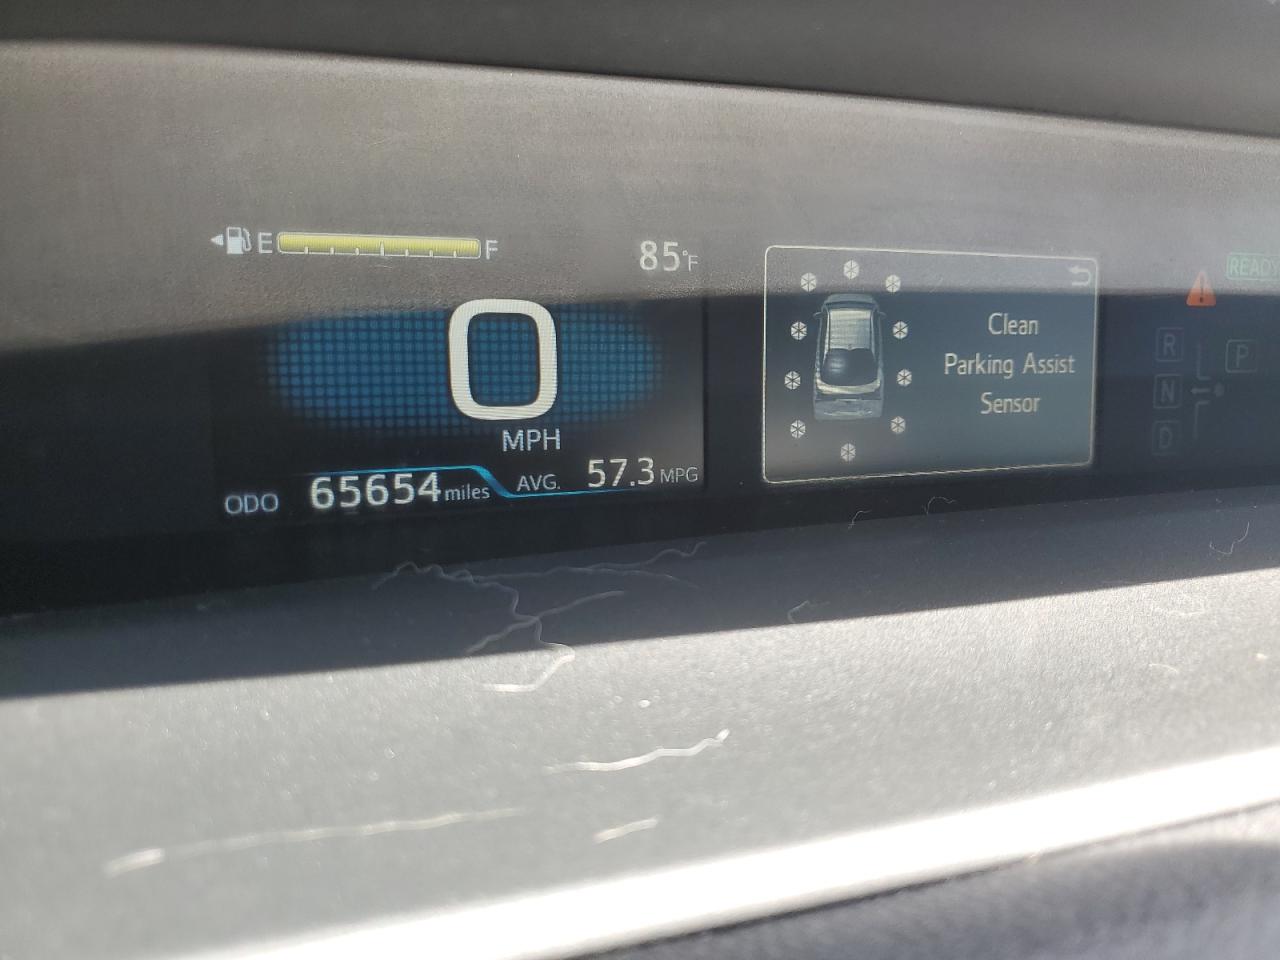 E F
85°F
0
MPH
ODO 65654 miles
AVG. 57.3 MPG
Clean
Parking Assist
Sensor
READY
R
N
D
P